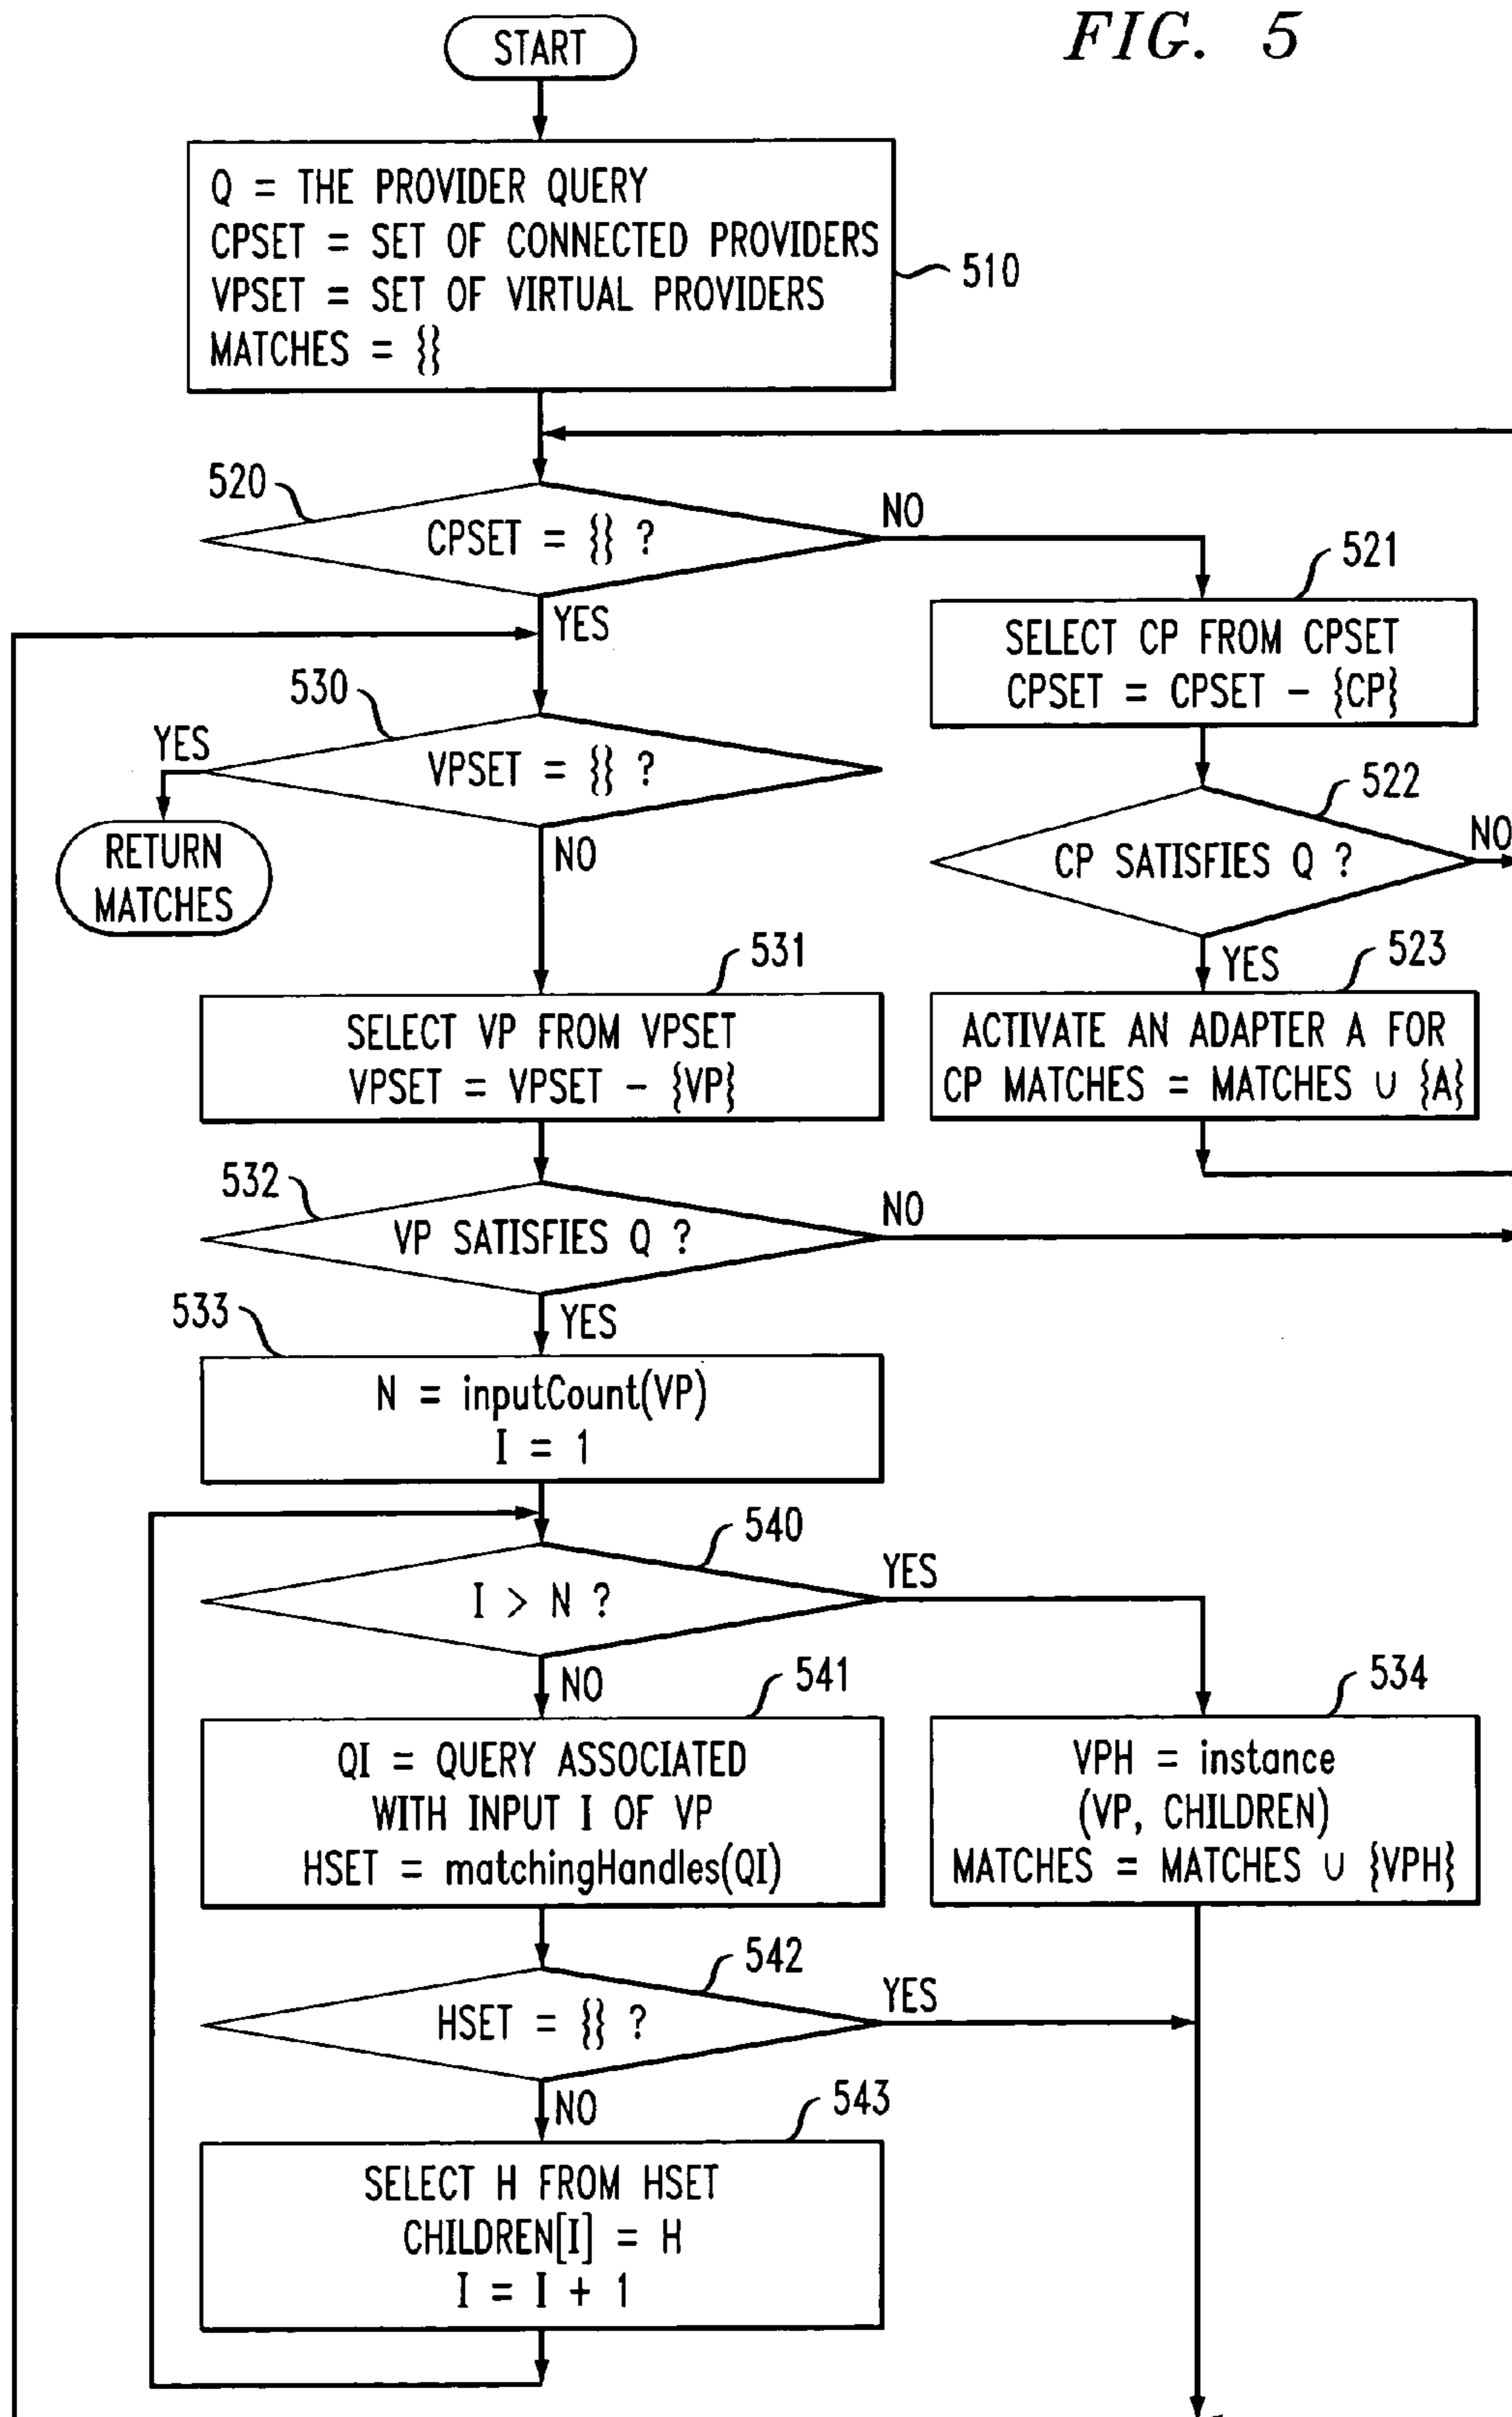 FIG. 5
START
Q = THE PROVIDER QUERY
CPSET = SET OF CONNECTED PROVIDERS
VPSET = SET OF VIRTUAL PROVIDERS
MATCHES = {}
510
520
CPSET = {} ?
NO
YES
521
SELECT CP FROM CPSET
CPSET = CPSET - {CP}
530
VPSET = {} ?
YES
NO
RETURN
MATCHES
522
CP SATISFIES Q ?
NO
YES
523
ACTIVATE AN ADAPTER A FOR
CP MATCHES = MATCHES ∪ {A}
531
SELECT VP FROM VPSET
VPSET = VPSET - {VP}
532
VP SATISFIES Q ?
NO
YES
533
N = inputCount(VP)
I = 1
540
I > N ?
YES
NO
541
QI = QUERY ASSOCIATED
WITH INPUT I OF VP
HSET = matchingHandles(QI)
534
VPH = instance
(VP, CHILDREN)
MATCHES = MATCHES ∪ {VPH}
542
HSET = {} ?
YES
NO
543
SELECT H FROM HSET
CHILDREN[I] = H
I = I + 1